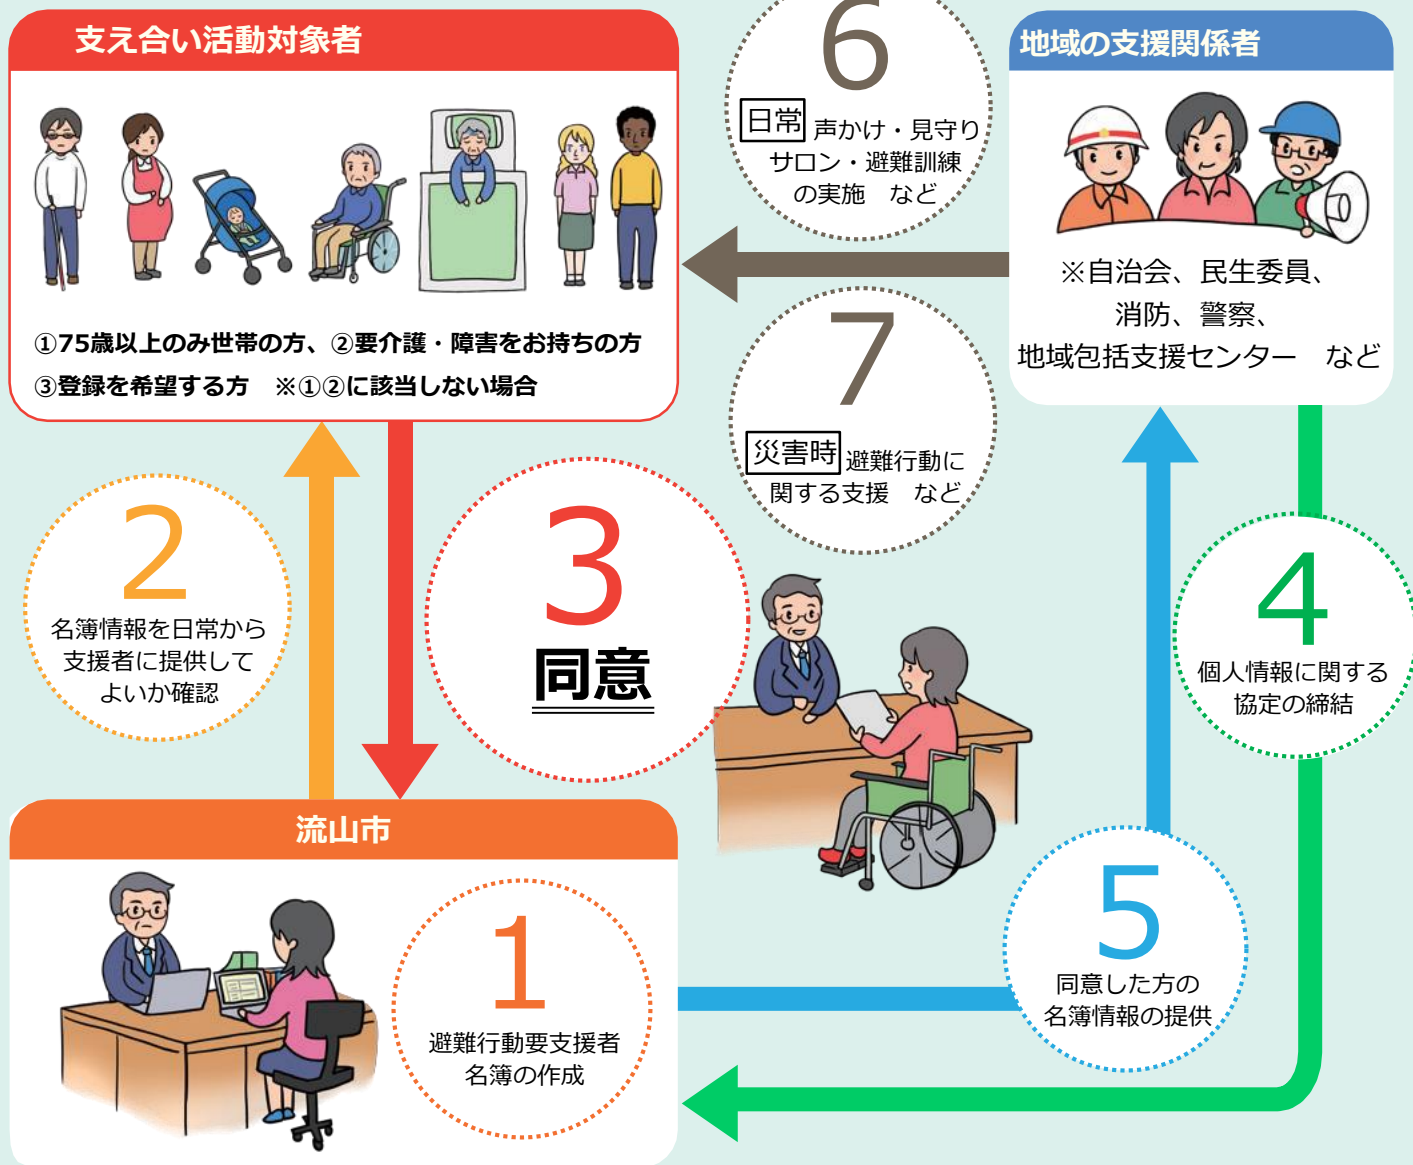 支え合い活動対象者
①75歳以上のみ世帯の方、②要介護・障害をお持ちの方
③登録を希望する方　※①②に該当しない場合
6
日常 声かけ・見守り
サロン・避難訓練
の実施　など
地域の支援関係者
※自治会、民生委員、
消防、警察、
地域包括支援センター　など
7
災害時 避難行動に
関する支援　など
2
名簿情報を日常から
支援者に提供して
よいか確認
3
同意
4
個人情報に関する
協定の締結
流山市
1
避難行動要支援者
名簿の作成
5
同意した方の
名簿情報の提供